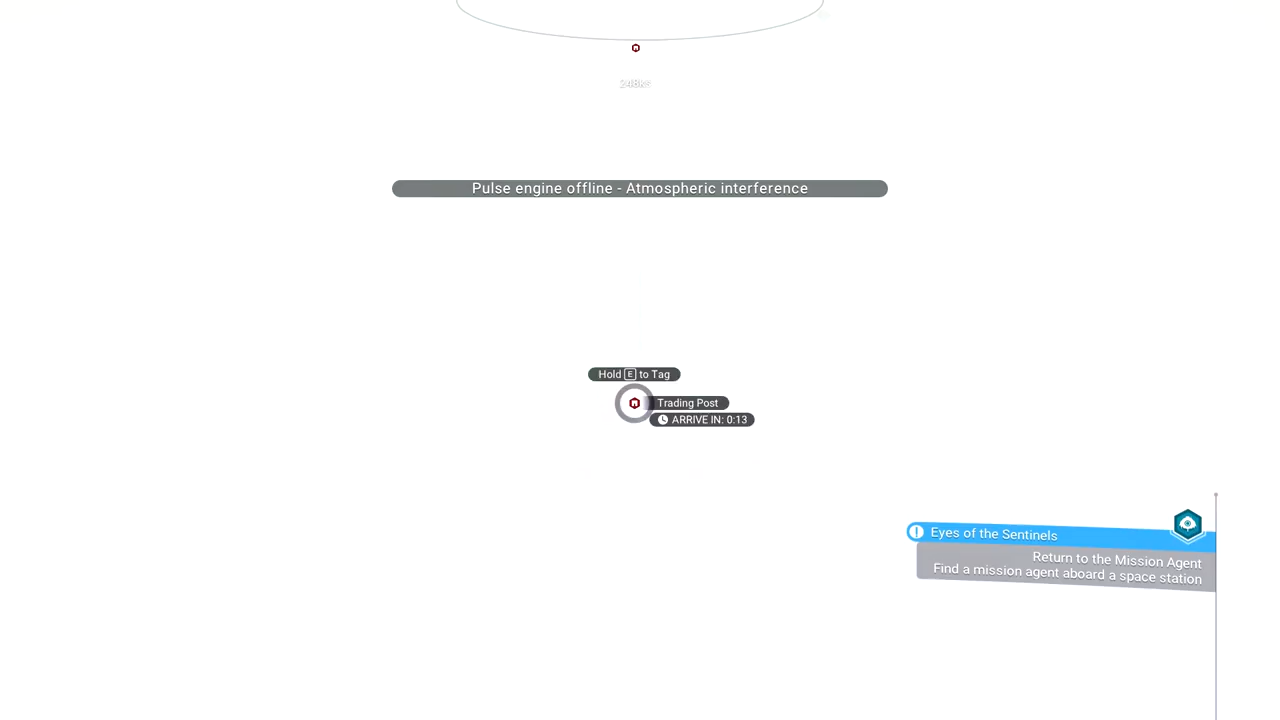 Pulse engine offline - Atmospheric interference
Hold E to Tag
Trading Post
ARRIVE IN: 0:13
Eyes of the Sentinels
Return to the Mission Agent
Find a mission agent aboard a space station